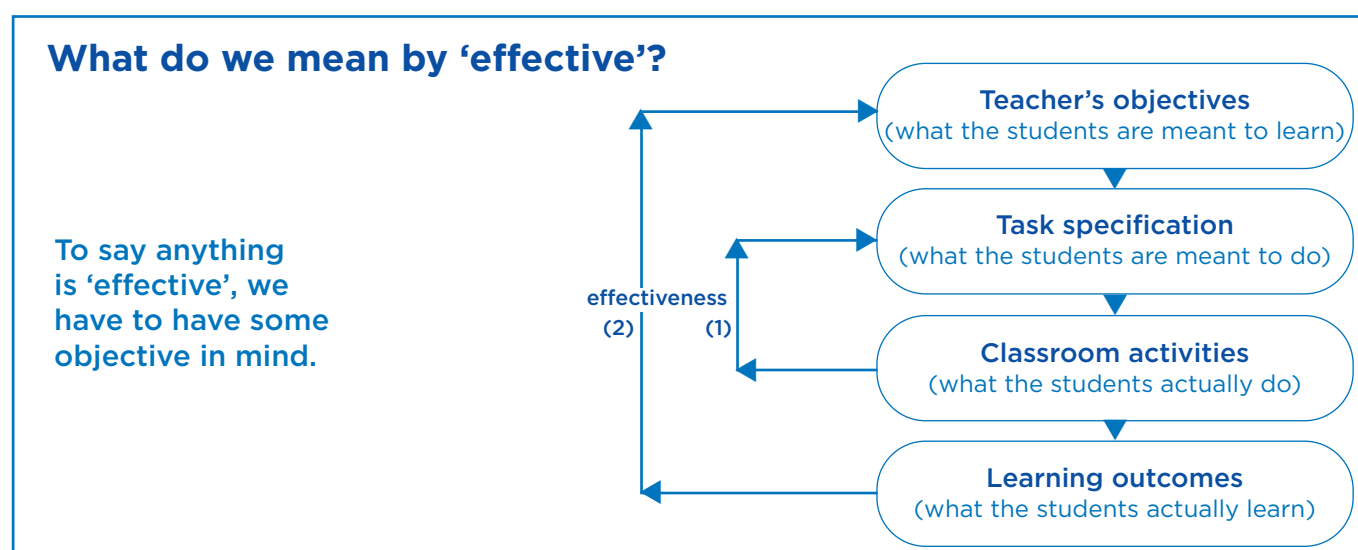 What do we mean by ‘effective’?
To say anything
is ‘effective’, we
have to have some
objective in mind.
effectiveness
(2)
(1)
Teacher’s objectives
(what the students are meant to learn)
Task specification
(what the students are meant to do)
Classroom activities
(what the students actually do)
Learning outcomes
(what the students actually learn)